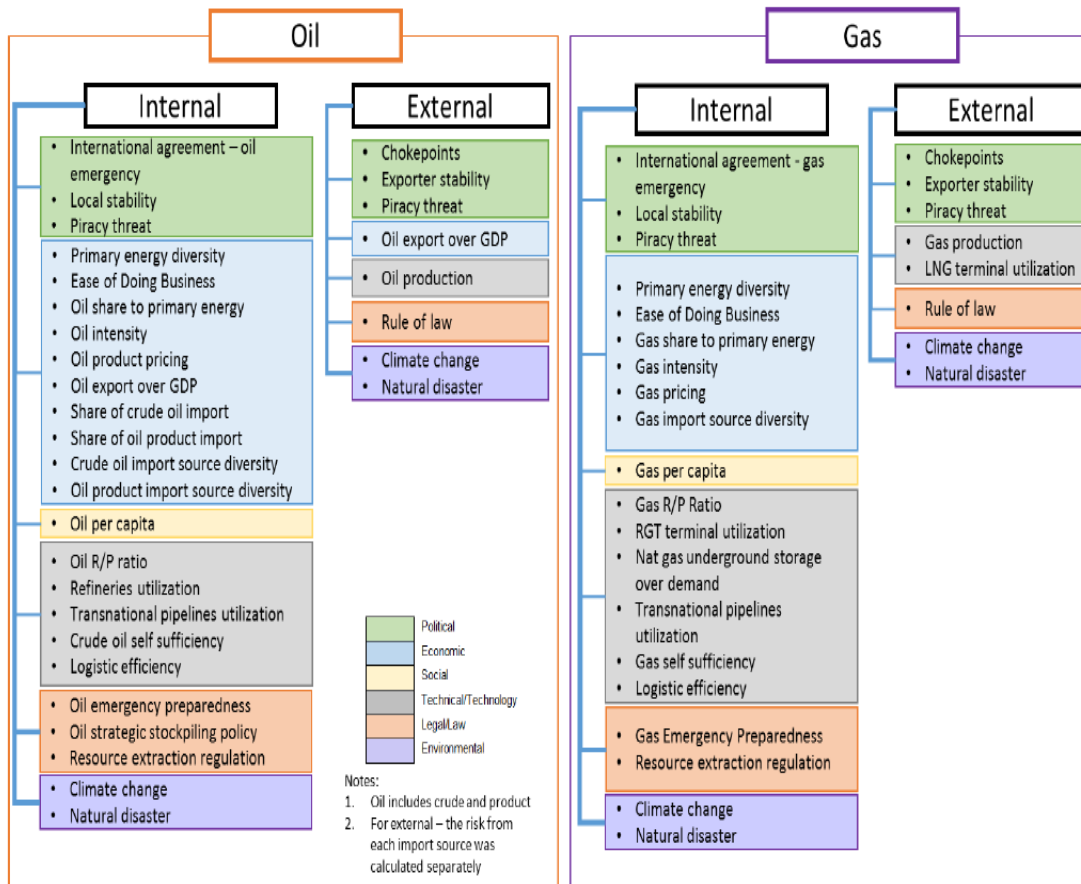 Oil
Internal
• International agreement – oil
emergency
• Local stability
• Piracy threat
• Primary energy diversity
• Ease of Doing Business
• Oil share to primary energy
• Oil intensity
• Oil product pricing
• Oil export over GDP
• Share of crude oil import
• Share of oil product import
• Crude oil import source diversity
• Oil product import source diversity
• Oil per capita
• Oil R/P ratio
• Refineries utilization
• Transnational pipelines utilization
• Crude oil self sufficiency
• Logistic efficiency
• Oil emergency preparedness
• Oil strategic stockpiling policy
• Resource extraction regulation
• Climate change
• Natural disaster
External
• Chokepoints
• Exporter stability
• Piracy threat
• Oil export over GDP
• Oil production
• Rule of law
• Climate change
• Natural disaster
Political
Economic
Social
Technical/Technology
Legal/Law
Environmental
Notes:
1. Oil includes crude and product
2. For external – the risk from
each import source was
calculated separately
Gas
Internal
• International agreement - gas
emergency
• Local stability
• Piracy threat
• Primary energy diversity
• Ease of Doing Business
• Gas share to primary energy
• Gas intensity
• Gas pricing
• Gas import source diversity
• Gas per capita
• Gas R/P Ratio
• RGT terminal utilization
• Nat gas underground storage
over demand
• Transnational pipelines
utilization
• Gas self sufficiency
• Logistic efficiency
• Gas Emergency Preparedness
• Resource extraction regulation
• Climate change
• Natural disaster
External
• Chokepoints
• Exporter stability
• Piracy threat
• Gas production
• LNG terminal utilization
• Rule of law
• Climate change
• Natural disaster